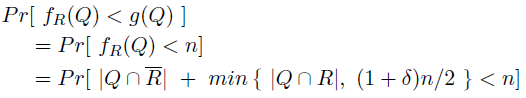 Pr[ f_R(Q) < g(Q) ]
= Pr[ f_R(Q) < n]
= Pr[ |Q ∩ R̅| + min { |Q ∩ R|, (1 + δ)n/2 } < n]